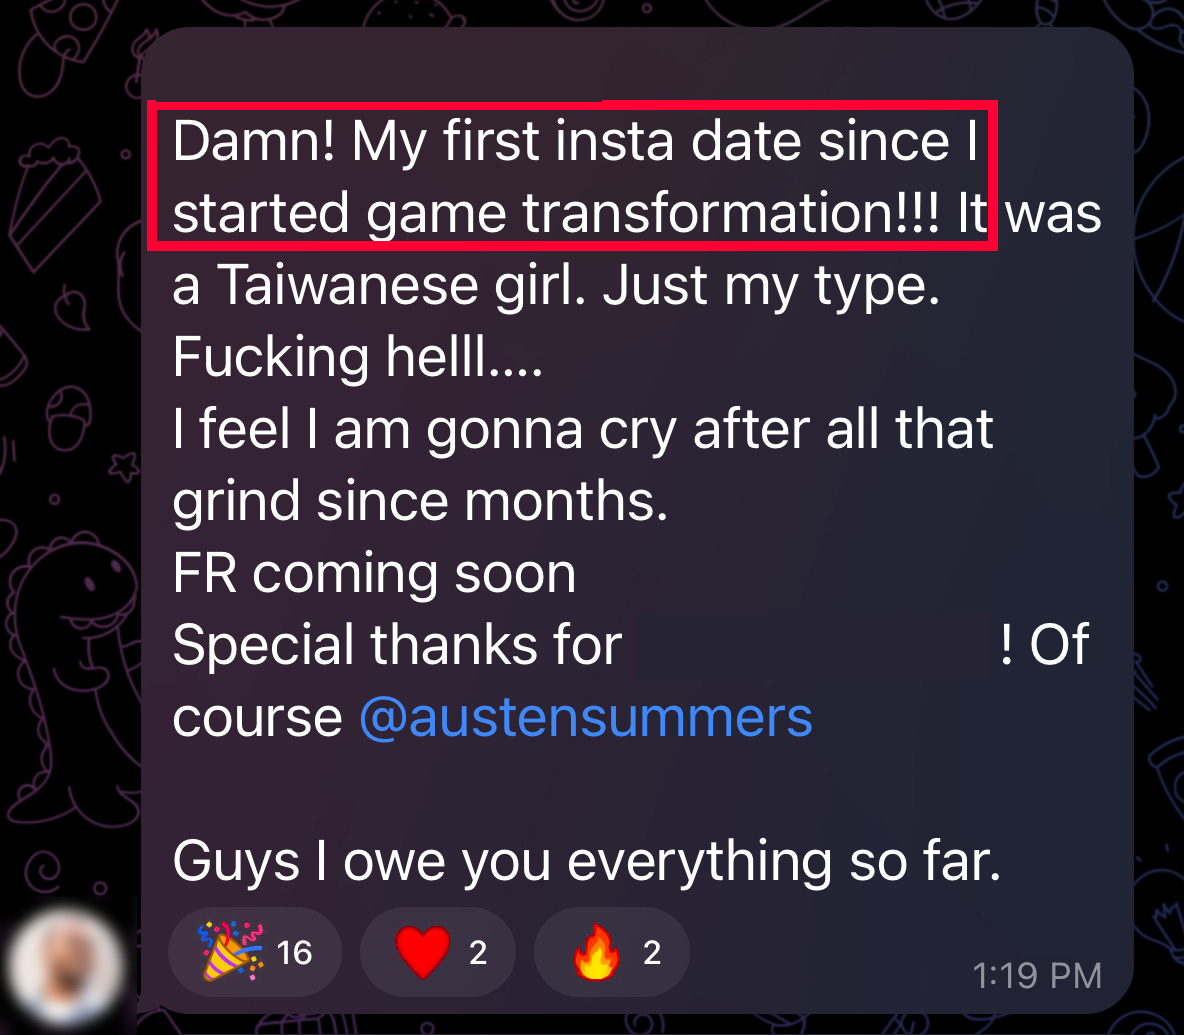 Damn! My first insta date since I
started game transformation!!! It was
a Taiwanese girl. Just my type.
Fucking helll....
I feel I am gonna cry after all that
grind since months.
FR coming soon
Special thanks for ! Of
course @austensummers
Guys I owe you everything so far.
🎉 16 ❤️ 2 🔥 2
1:19 PM